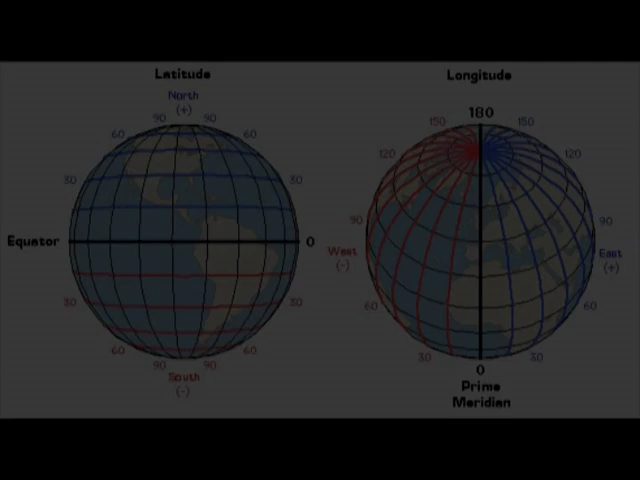 Latitude
North
(+)
90 90
60 60
30 30
Equator 0
30 30
60 60
90 90
South
(-)
Longitude
180
150 150
120 120
90 90
West
(-)
East
(+)
60 60
30 30
0
Prime
Meridian